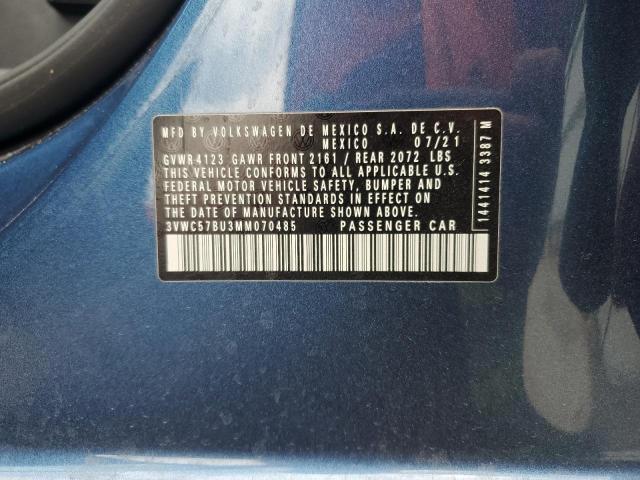 MFD BY VOLKSWAGEN DE MEXICO S.A. DE C.V.
MEXICO 07/21
GVWR 4123 GAWR FRONT 2161 / REAR 2072 LBS
THIS VEHICLE CONFORMS TO ALL APPLICABLE U.S.
FEDERAL MOTOR VEHICLE SAFETY, BUMPER AND
THEFT PREVENTION STANDARDS IN EFFECT ON THE
DATE OF MANUFACTURE SHOWN ABOVE.
3VWC57BU3MM070485 PASSENGER CAR
1441414 3387 M